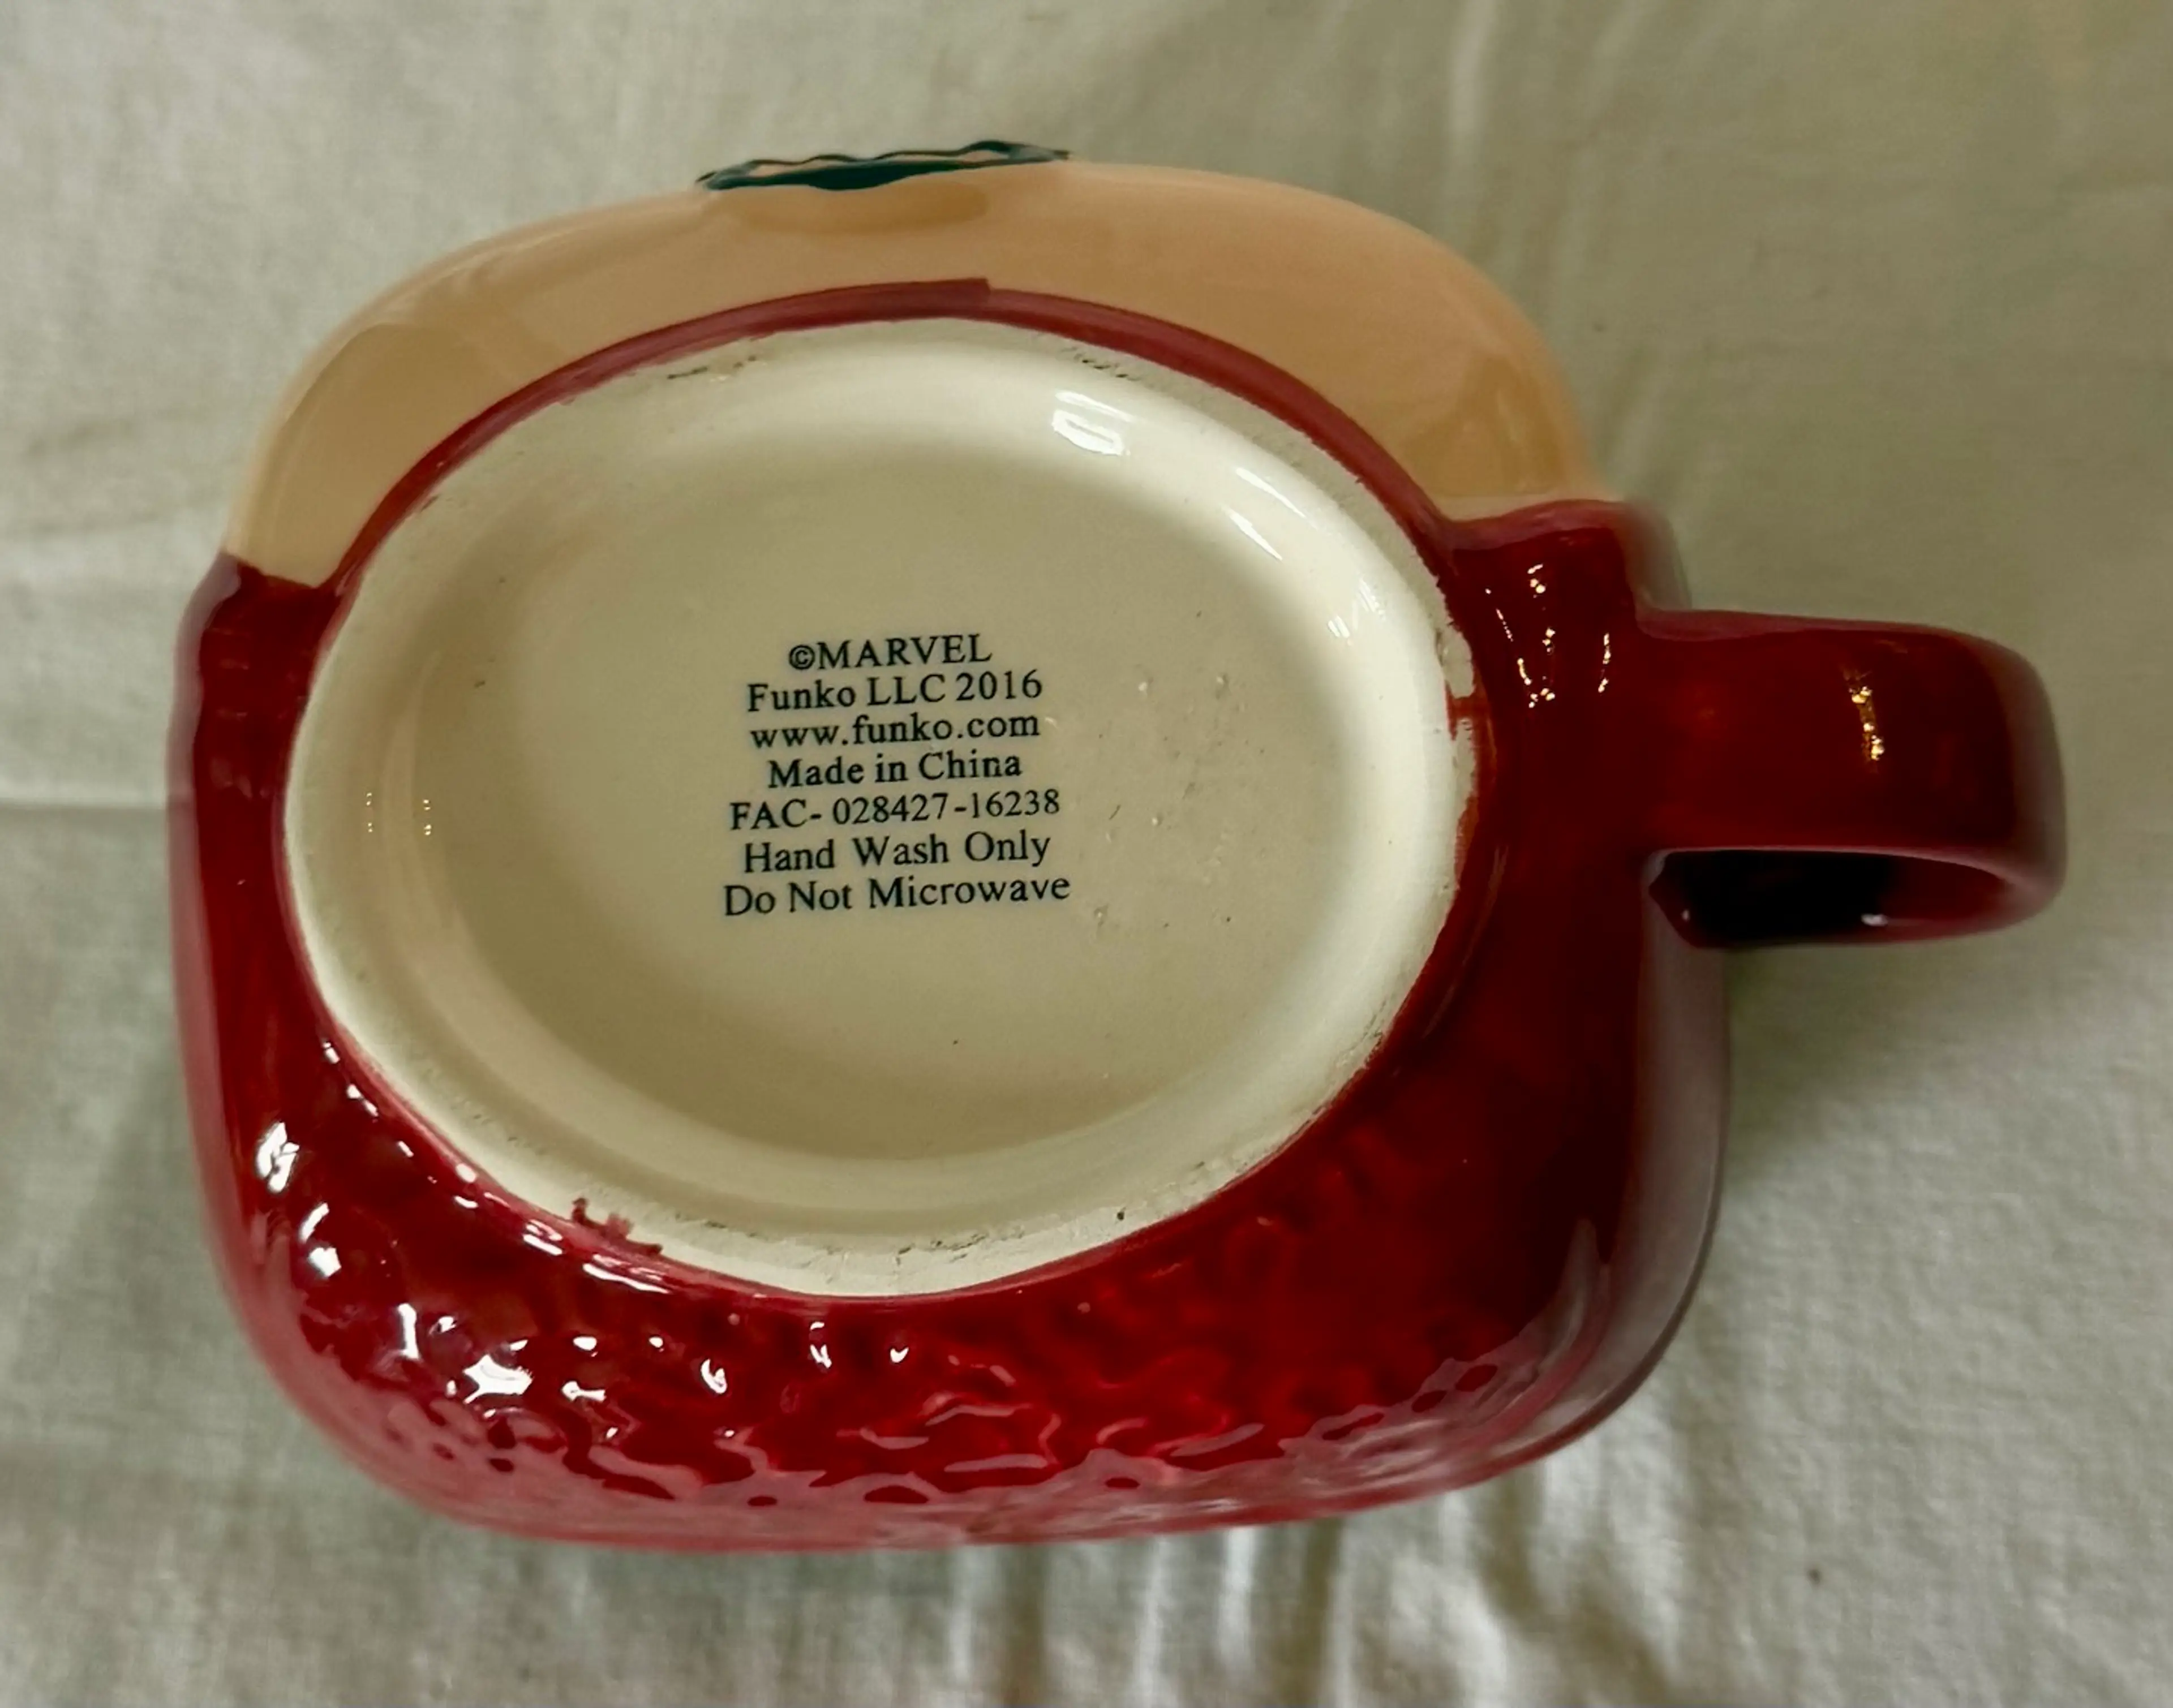 ©MARVEL
Funko LLC 2016
www.funko.com
Made in China
FAC- 028427-16238
Hand Wash Only
Do Not Microwave